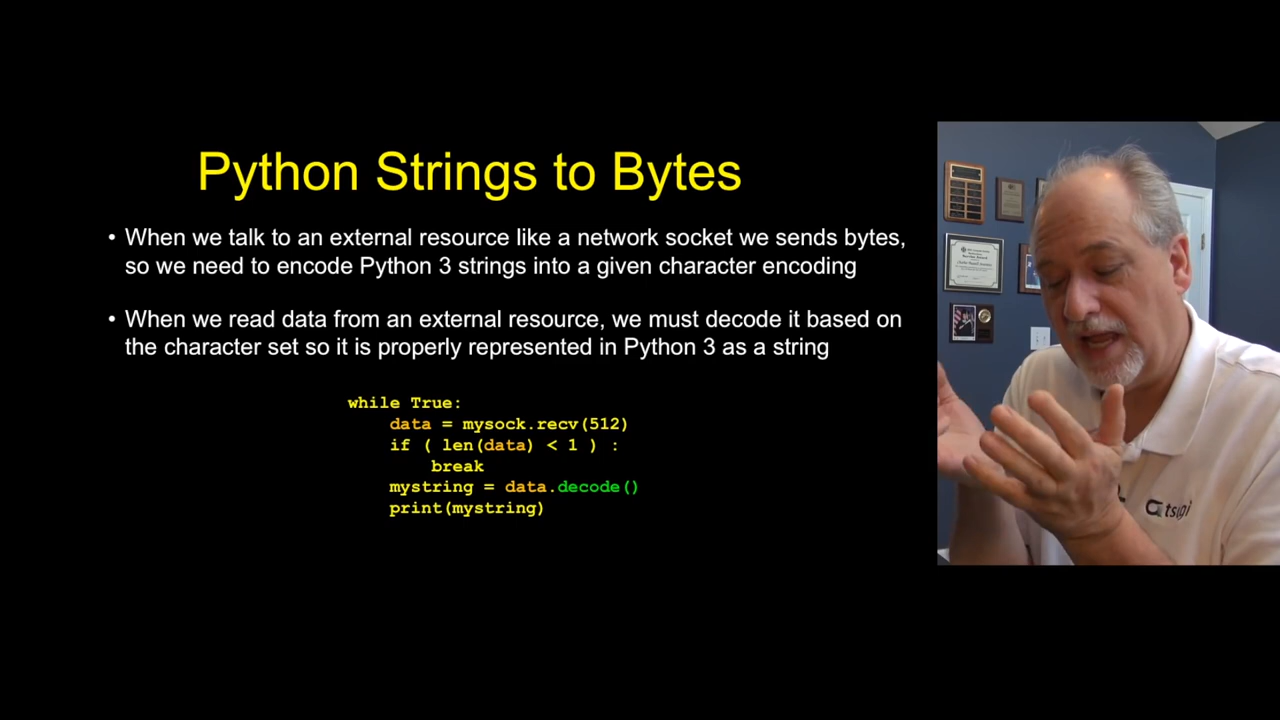 Python Strings to Bytes
• When we talk to an external resource like a network socket we sends bytes,
so we need to encode Python 3 strings into a given character encoding
• When we read data from an external resource, we must decode it based on
the character set so it is properly represented in Python 3 as a string
while True:
    data = mysock.recv(512)
    if ( len(data) < 1 ) :
        break
    mystring = data.decode()
    print(mystring)
tsugi